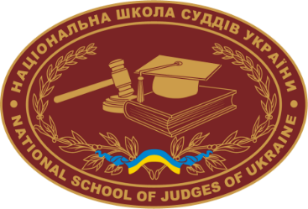 • НАЦІОНАЛЬНА ШКОЛА СУДДІВ УКРАЇНИ •
NATIONAL SCHOOL OF JUDGES OF UKRAINE